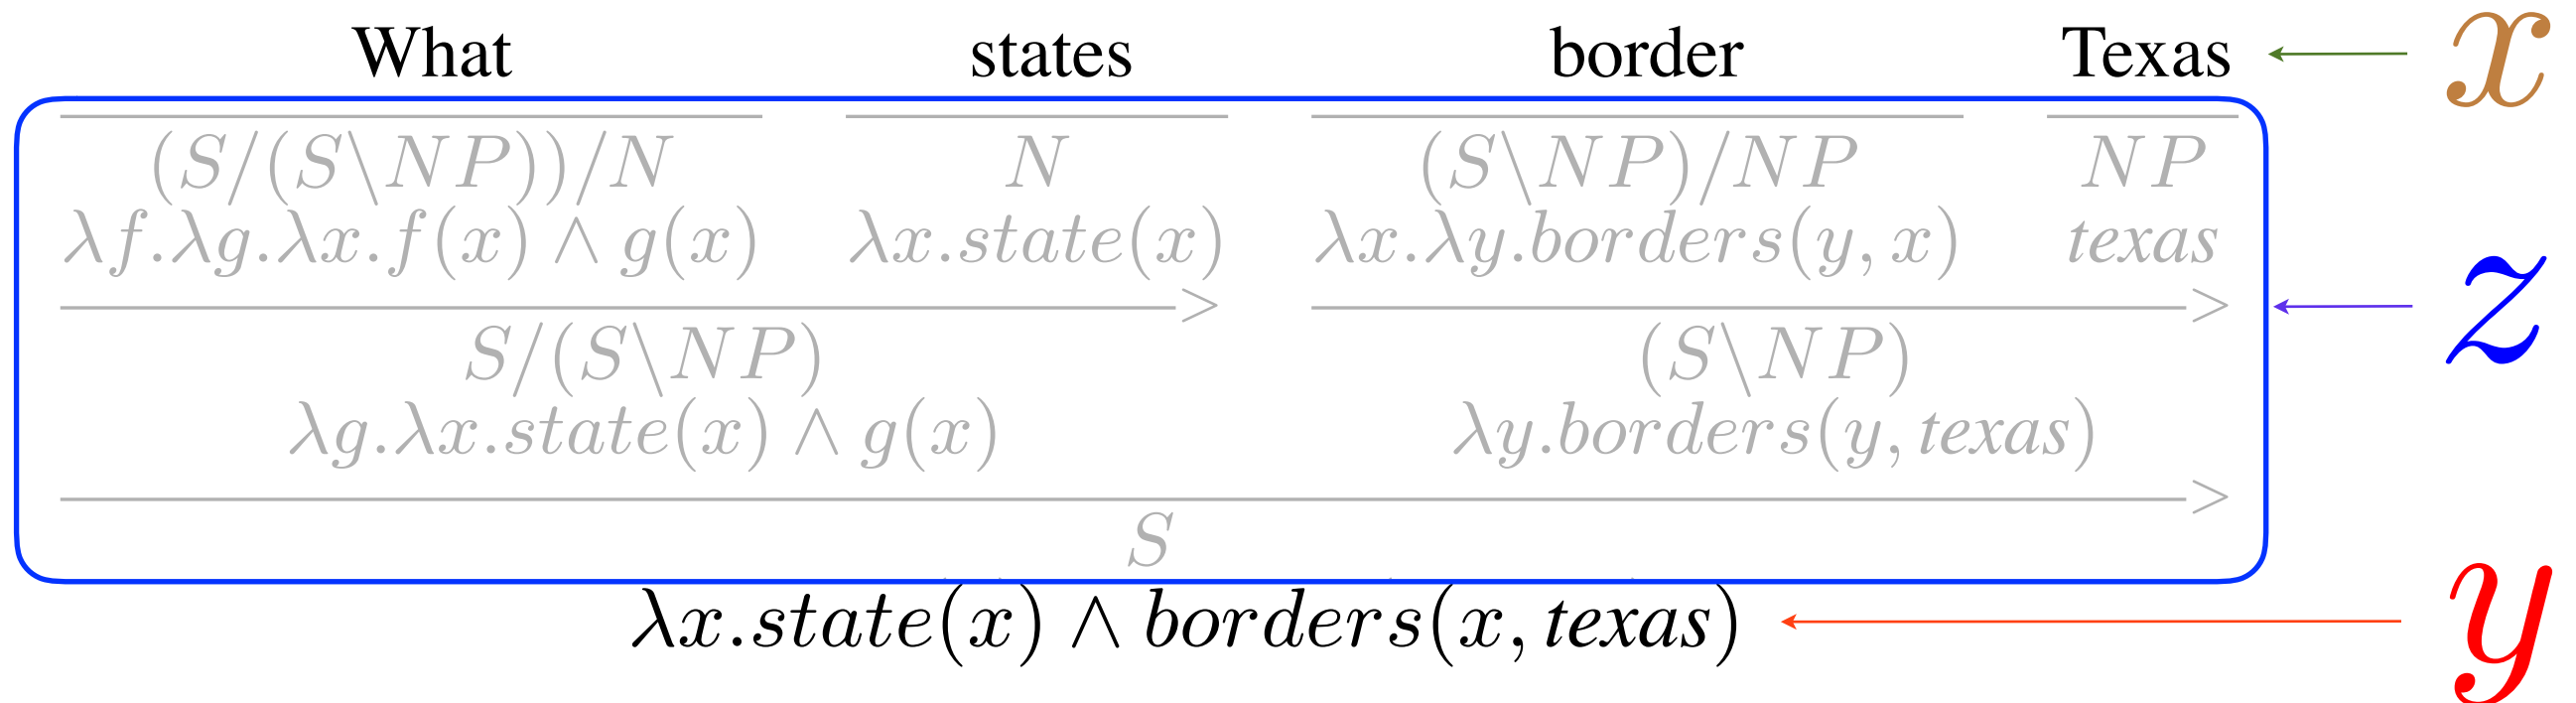 What states border Texas x
(S/(S\NP))/N N (S\NP)/NP NP
λf.λg.λx.f(x) ∧ g(x) λx.state(x) λx.λy.borders(y, x) texas
> > z
S/(S\NP) (S\NP)
λg.λx.state(x) ∧ g(x) λy.borders(y, texas)
>
S
λx.state(x) ∧ borders(x, texas) y